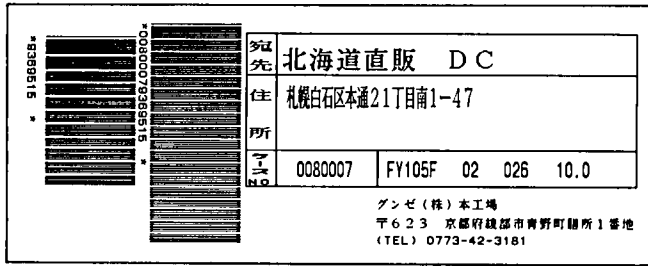 *9369515 *
*0080007936​9515 *
宛先 北海道直販 DC
住所 札幌白石区本通21丁目南1-47
ケースNo 0080007 FY105F 02 026 10.0
グンゼ(株)本工場
〒623 京都府綾部市青野町膳所1番地
(TEL) 0773-42-3181